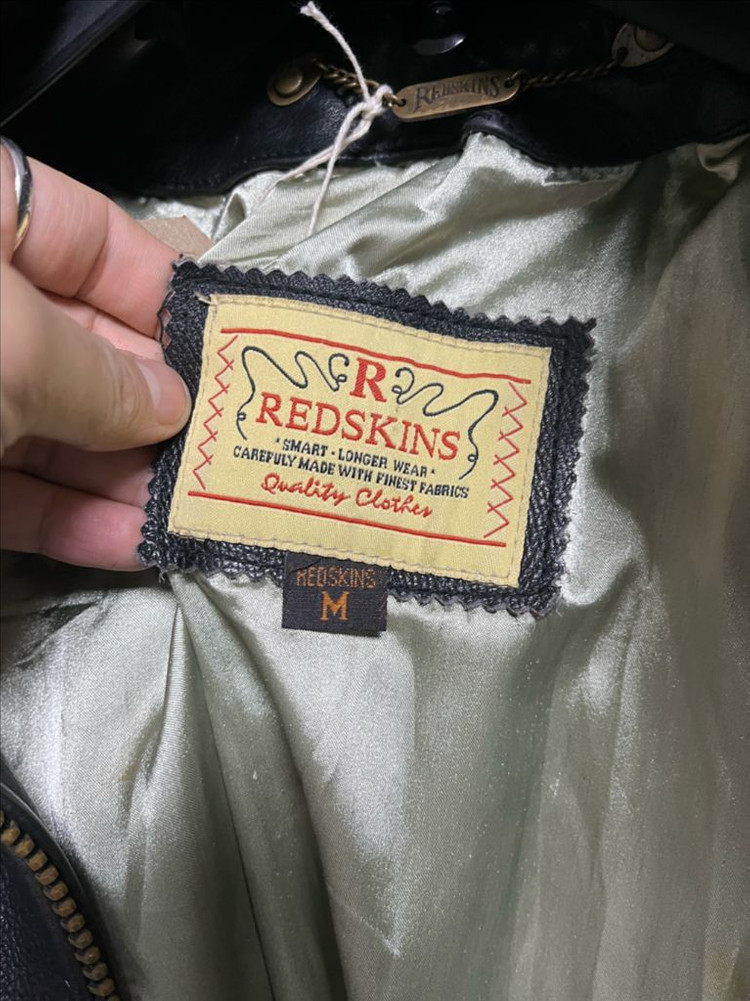 REDSKINS
R
REDSKINS
"SMART · LONGER WEAR"
CAREFULY MADE WITH FINEST FABRICS
Quality Clothes
REDSKINS
M